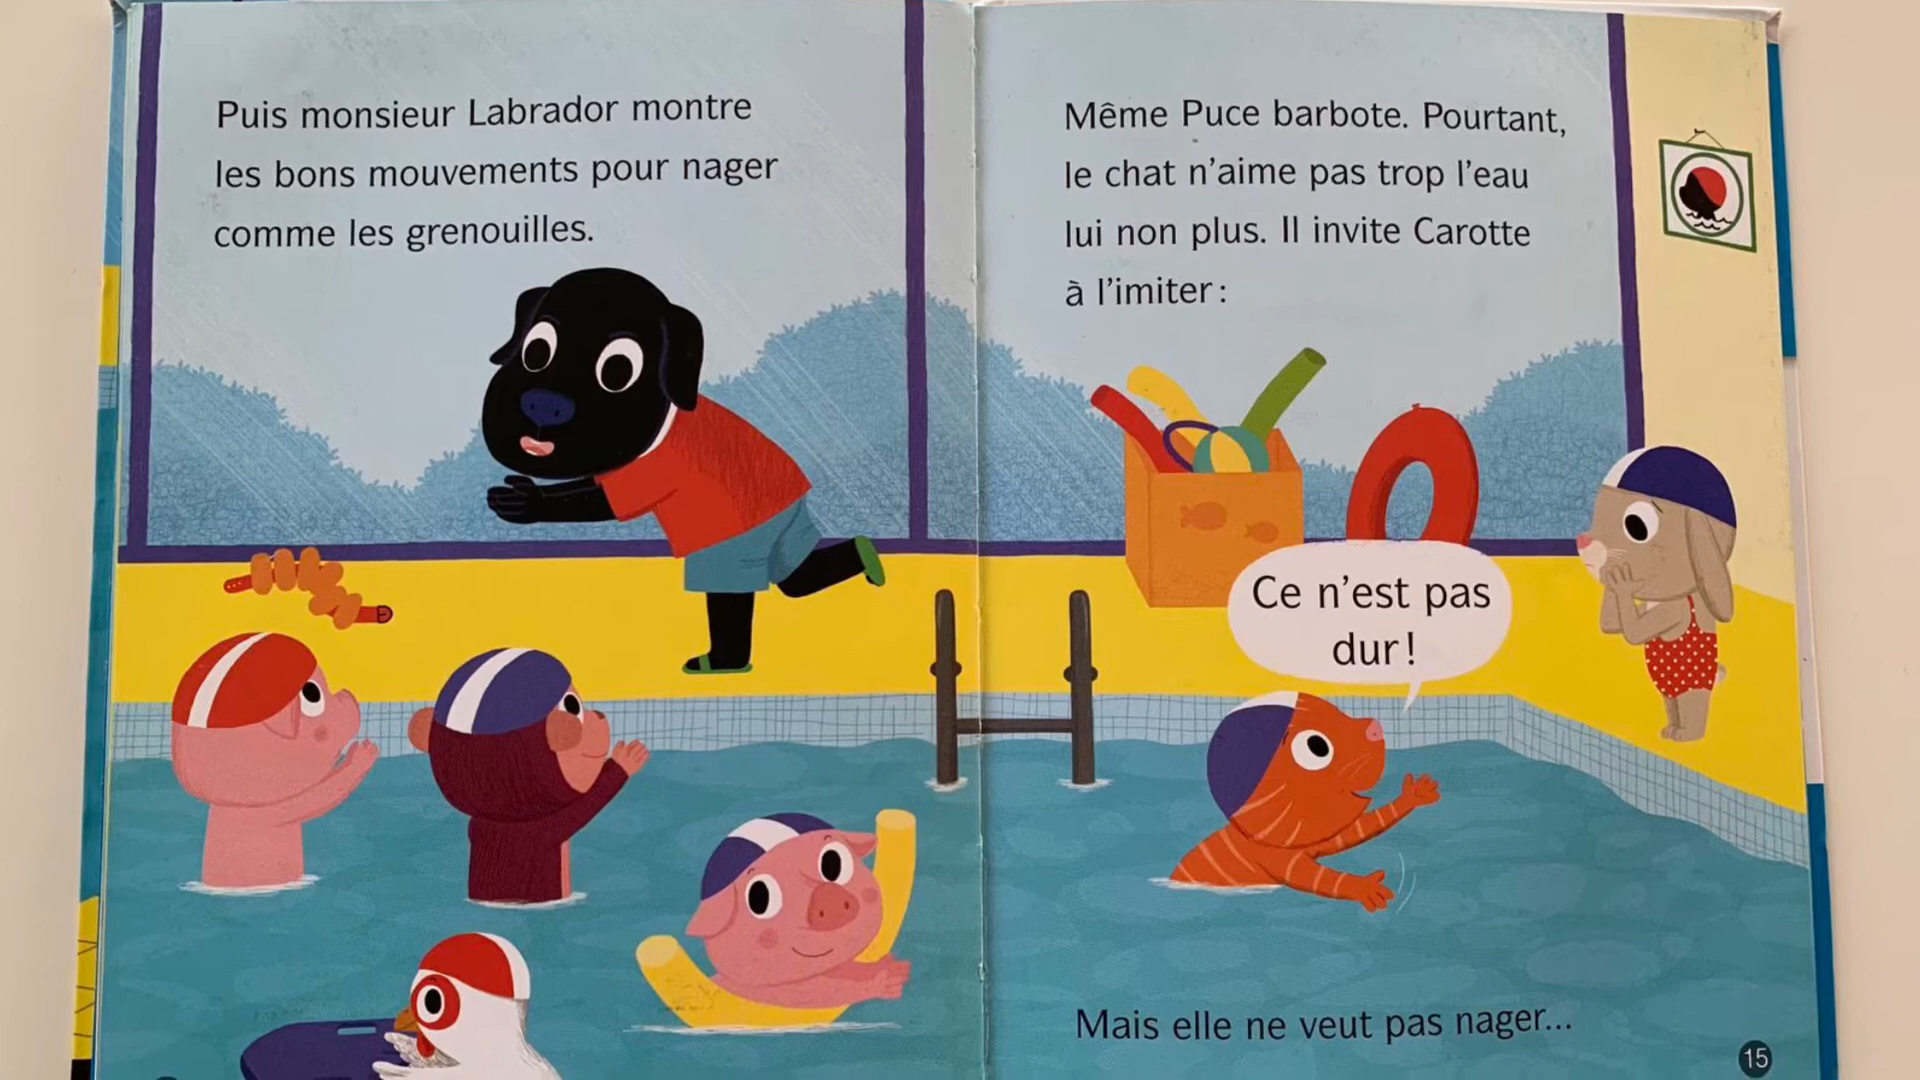 Puis monsieur Labrador montre
les bons mouvements pour nager
comme les grenouilles.
Même Puce barbote. Pourtant,
le chat n'aime pas trop l'eau
lui non plus. Il invite Carotte
à l'imiter :
Ce n'est pas
dur !
Mais elle ne veut pas nager...
15